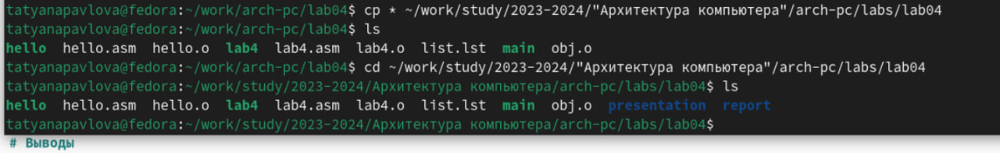 tatyanapavlova@fedora:~/work/arch-pc/lab04$ cp * ~/work/study/2023-2024/"Архитектура компьютера"/arch-pc/labs/lab04
tatyanapavlova@fedora:~/work/arch-pc/lab04$ ls
hello hello.asm hello.o lab4 lab4.asm lab4.o list.lst main obj.o
tatyanapavlova@fedora:~/work/arch-pc/lab04$ cd ~/work/study/2023-2024/"Архитектура компьютера"/arch-pc/labs/lab04
tatyanapavlova@fedora:~/work/study/2023-2024/Архитектура компьютера/arch-pc/labs/lab04$ ls
hello hello.asm hello.o lab4 lab4.asm lab4.o list.lst main obj.o presentation report
tatyanapavlova@fedora:~/work/study/2023-2024/Архитектура компьютера/arch-pc/labs/lab04$
# Выводы